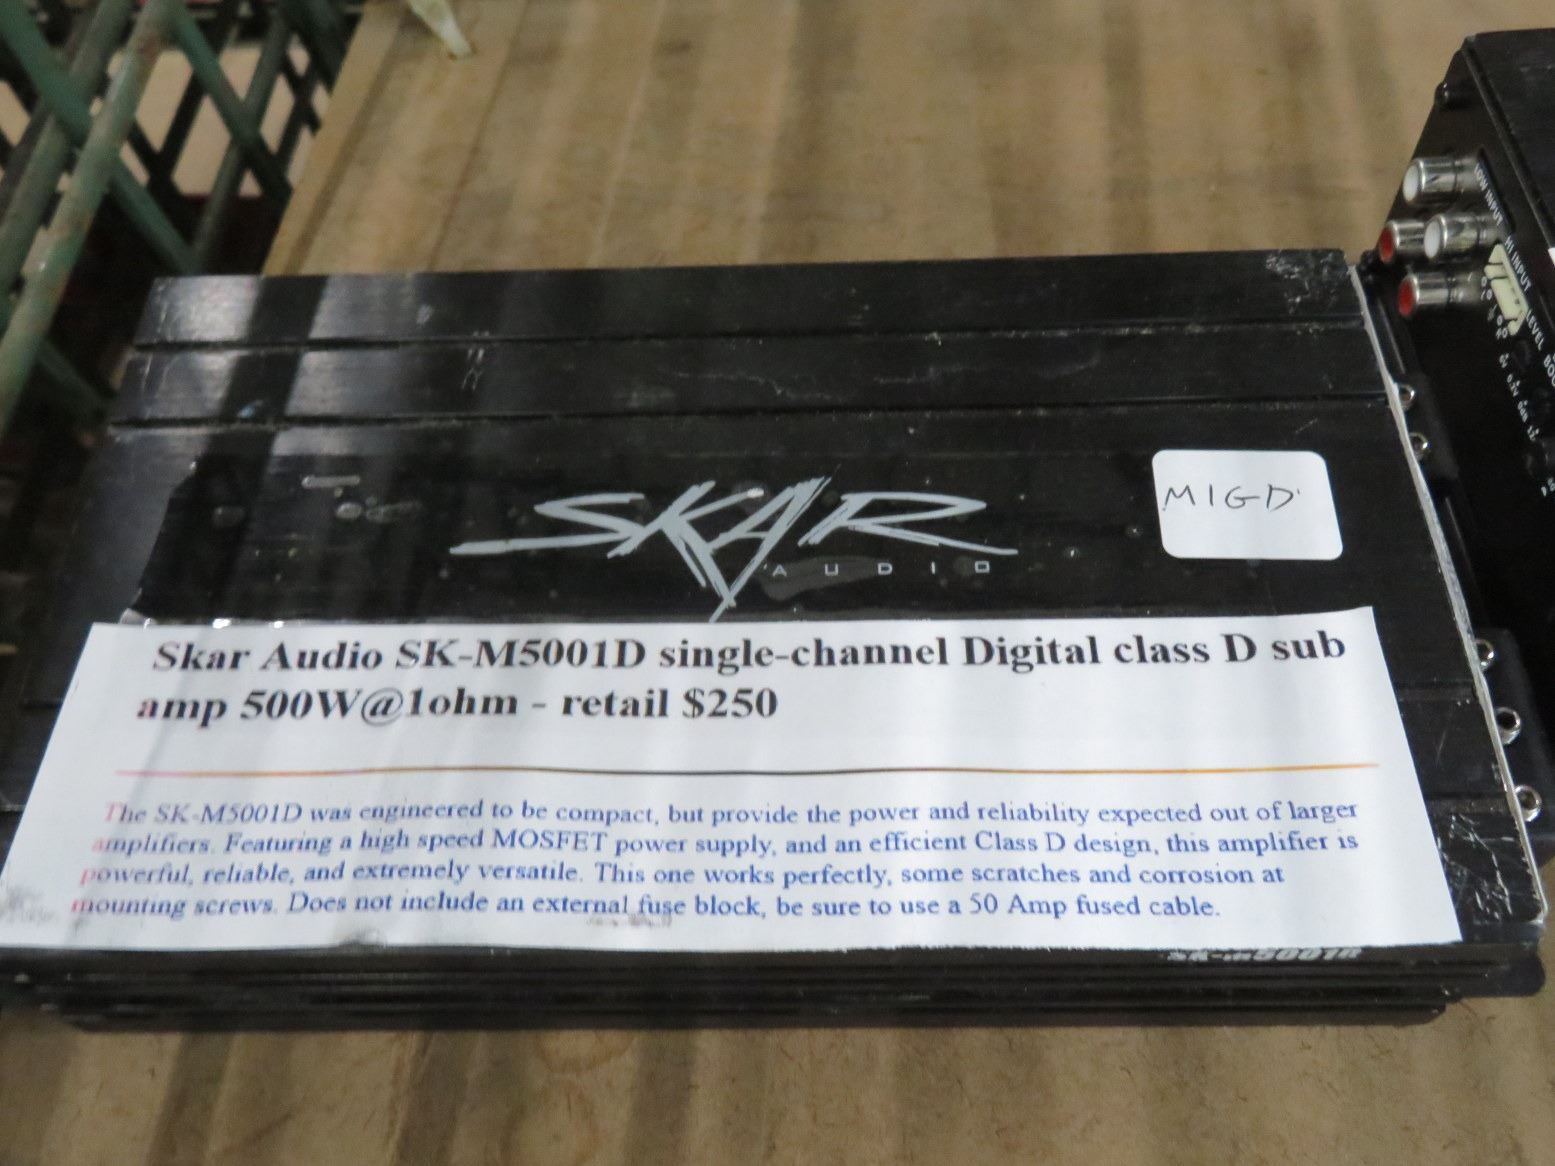 SKAR
AUDIO
MIGD
Skar Audio SK-M5001D single-channel Digital class D sub
amp 500W@1ohm - retail $250
The SK-M5001D was engineered to be compact, but provide the power and reliability expected out of larger
amplifiers. Featuring a high speed MOSFET power supply, and an efficient Class D design, this amplifier is
powerful, reliable, and extremely versatile. This one works perfectly, some scratches and corrosion at
mounting screws. Does not include an external fuse block, be sure to use a 50 Amp fused cable.
INPUT
HI INPUT
LEVEL